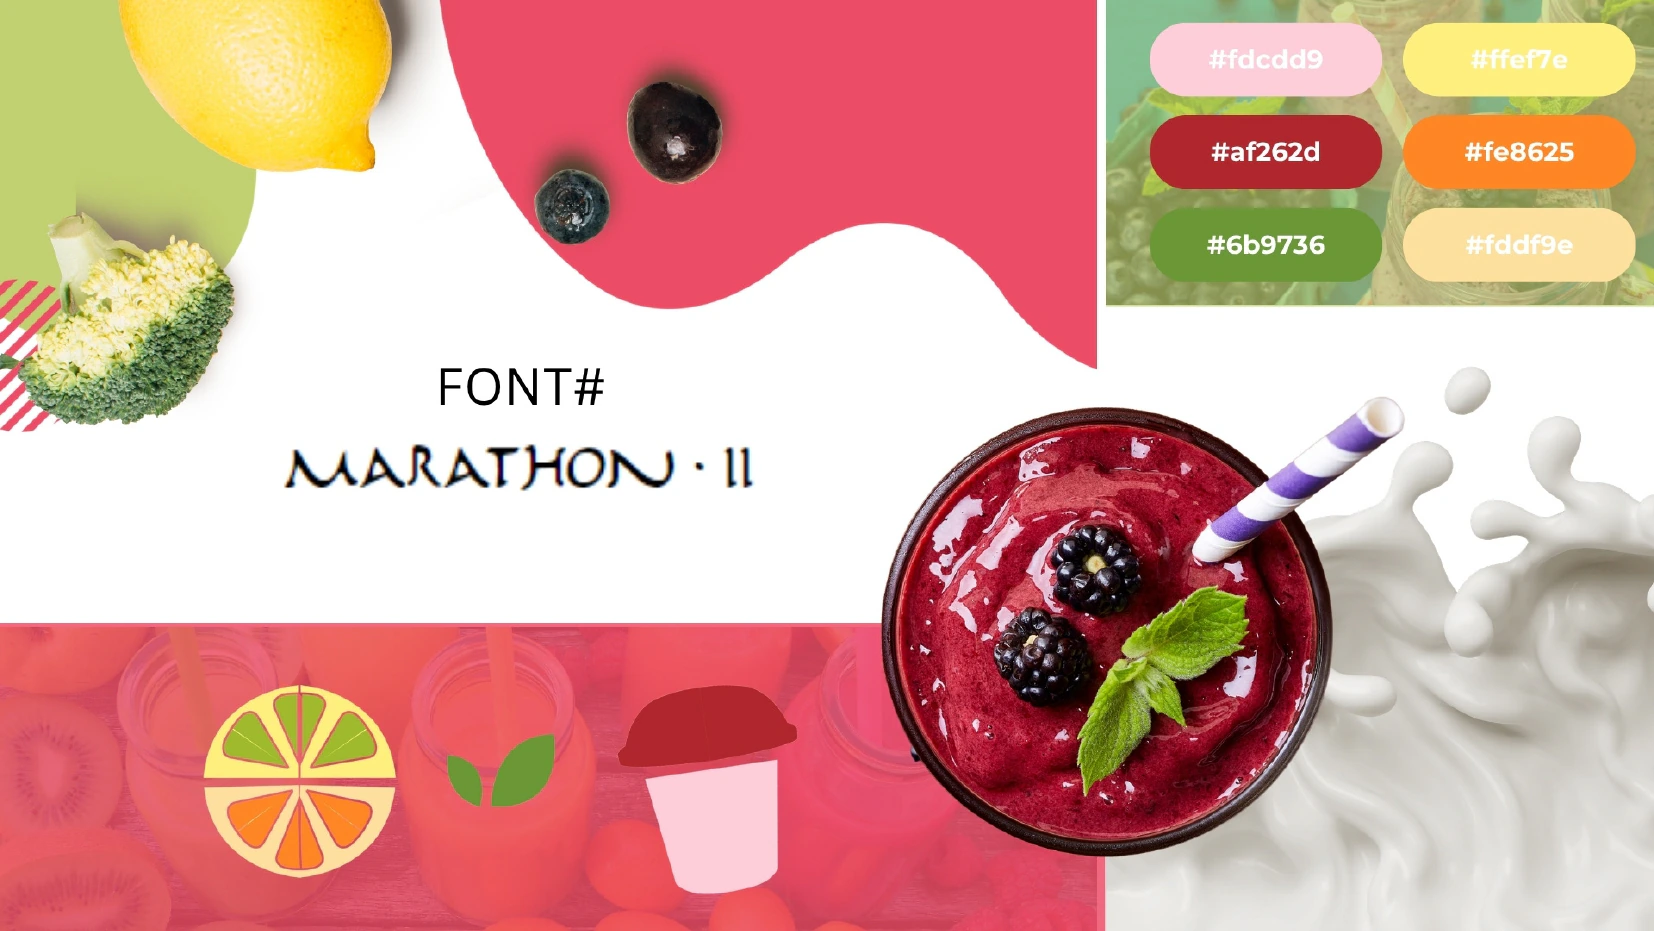 #fdcdd9 #ffef7e
#af262d #fe8625
#6b9736 #fddf9e
FONT#
MARATHON · II